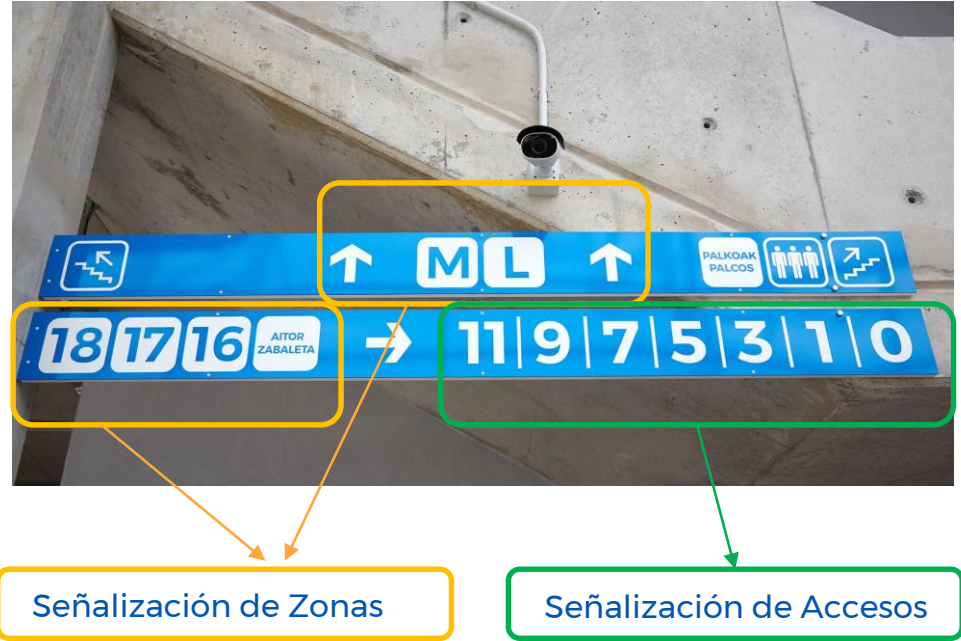 M L
PALKOAK
PALCOS
18 17 16 AITOR
ZABALETA
11 9 7 5 3 1 0
Señalización de Zonas
Señalización de Accesos